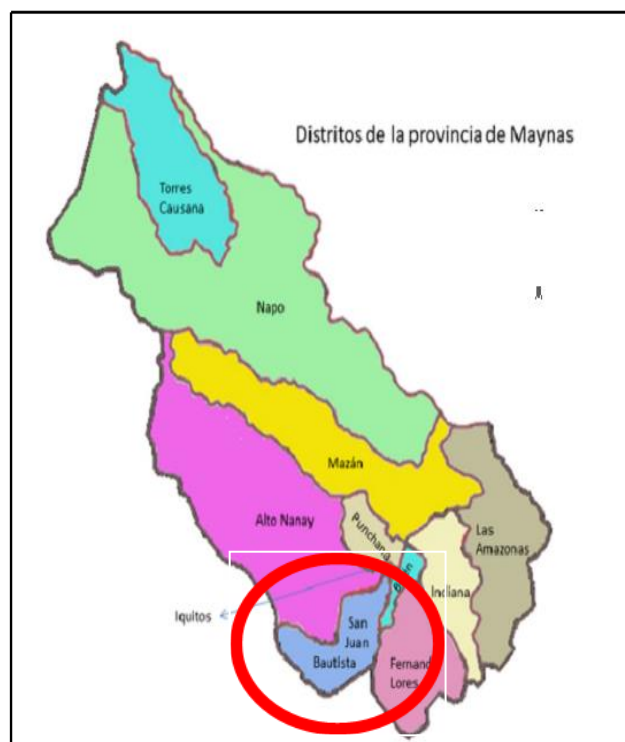 Distritos de la provincia de Maynas
Torres
Causana
Napo
Mazán
Alto Nanay
Punchana
Las
Amazonas
Indiana
Iquitos
San
Juan
Bautista
Lores